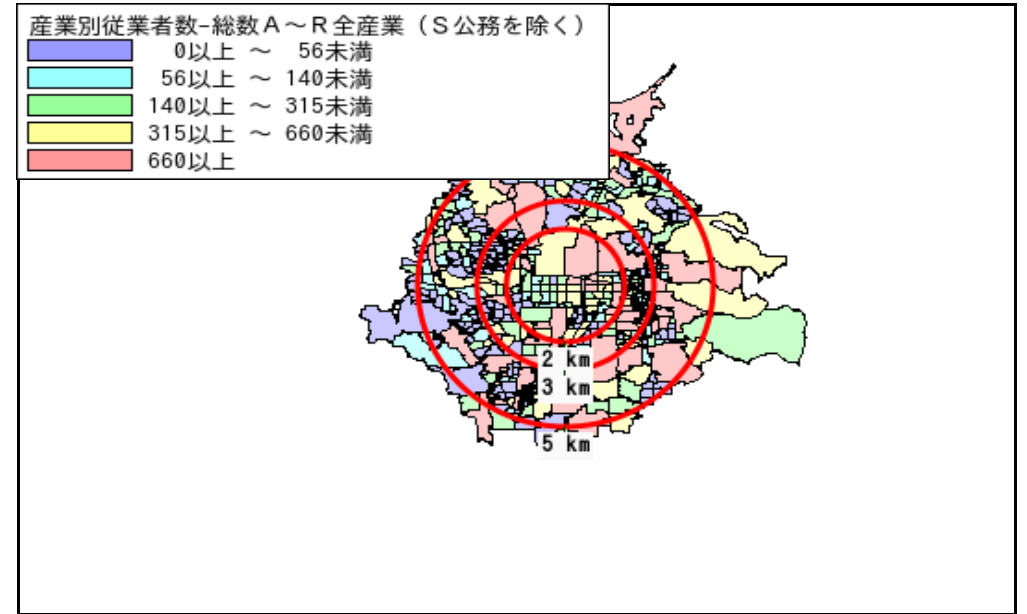 産業別従業者数-総数A～R全産業（S公務を除く）
0以上 ～ 56未満
56以上 ～ 140未満
140以上 ～ 315未満
315以上 ～ 660未満
660以上
2 km
3 km
5 km